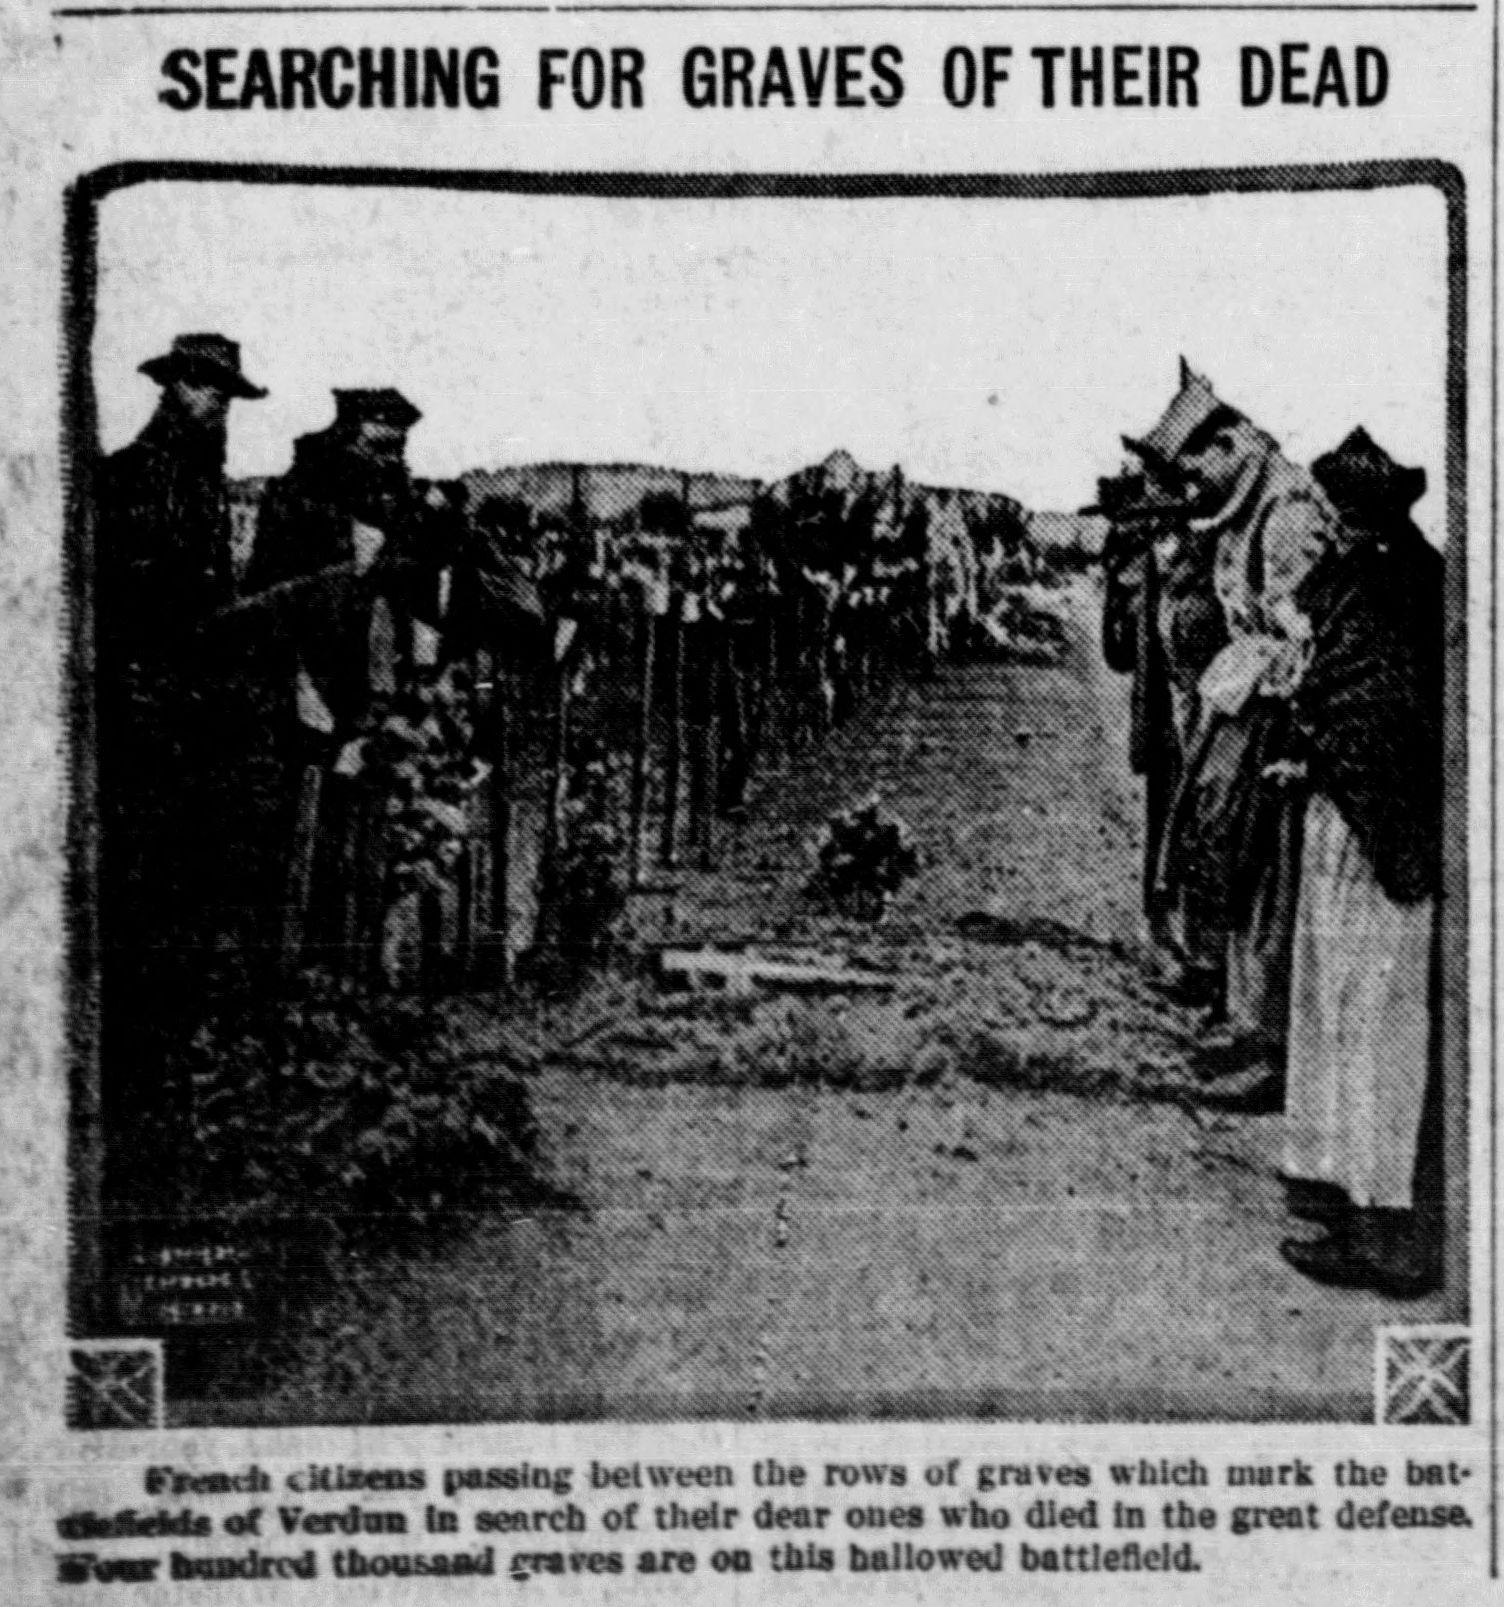 SEARCHING FOR GRAVES OF THEIR DEAD
French citizens passing between the rows of graves which mark the bat-
tlefields of Verdun in search of their dear ones who died in the great defense.
Four hundred thousand graves are on this hallowed battlefield.